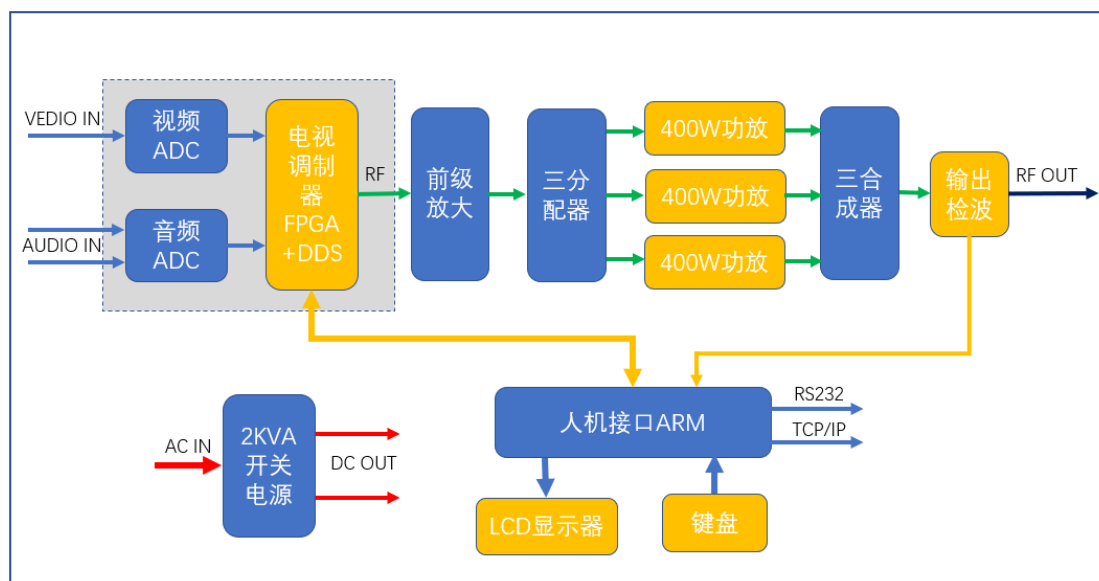 VEDIO IN
视频
ADC
AUDIO IN
音频
ADC
电视
调制
器
FPGA
+DDS
RF
前级
放大
三分
配器
400W功放
400W功放
400W功放
三合
成器
输出
检波
RF OUT
人机接口ARM
RS232
TCP/IP
AC IN
2KVA
开关
电源
DC OUT
LCD显示器
键盘